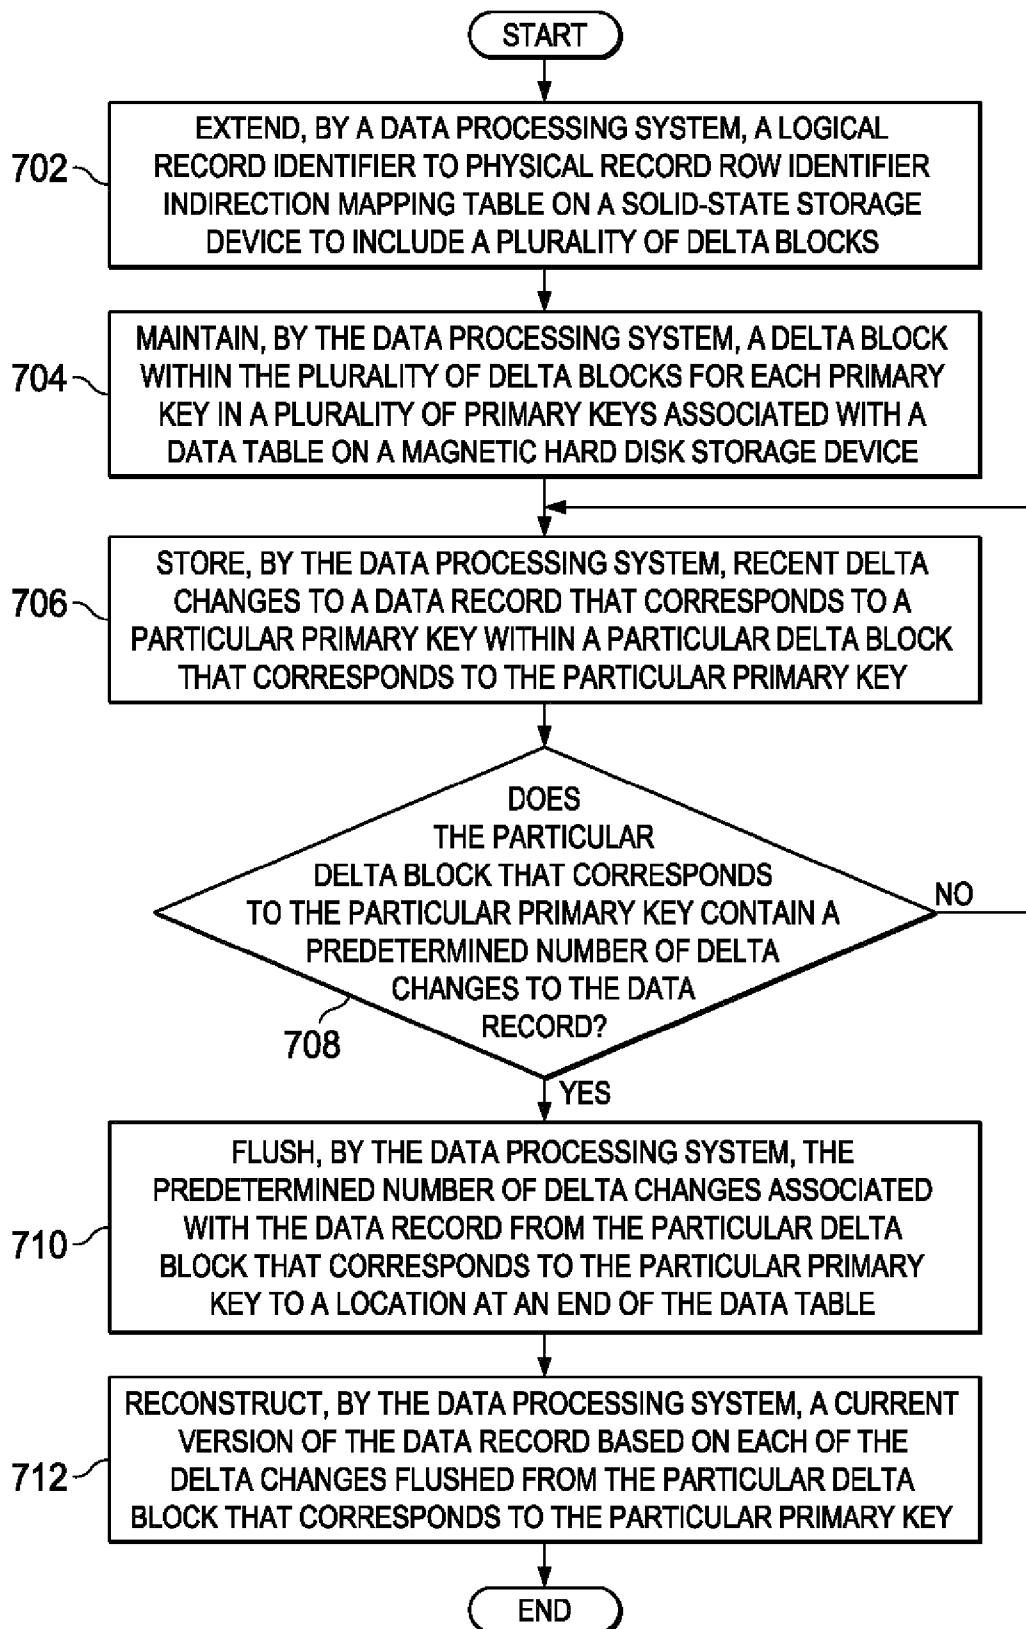 START
EXTEND, BY A DATA PROCESSING SYSTEM, A LOGICAL
RECORD IDENTIFIER TO PHYSICAL RECORD ROW IDENTIFIER
INDIRECTION MAPPING TABLE ON A SOLID-STATE STORAGE
DEVICE TO INCLUDE A PLURALITY OF DELTA BLOCKS
702
MAINTAIN, BY THE DATA PROCESSING SYSTEM, A DELTA BLOCK
WITHIN THE PLURALITY OF DELTA BLOCKS FOR EACH PRIMARY
KEY IN A PLURALITY OF PRIMARY KEYS ASSOCIATED WITH A
DATA TABLE ON A MAGNETIC HARD DISK STORAGE DEVICE
704
STORE, BY THE DATA PROCESSING SYSTEM, RECENT DELTA
CHANGES TO A DATA RECORD THAT CORRESPONDS TO A
PARTICULAR PRIMARY KEY WITHIN A PARTICULAR DELTA BLOCK
THAT CORRESPONDS TO THE PARTICULAR PRIMARY KEY
706
DOES
THE PARTICULAR
DELTA BLOCK THAT CORRESPONDS
TO THE PARTICULAR PRIMARY KEY CONTAIN A
PREDETERMINED NUMBER OF DELTA
CHANGES TO THE DATA
RECORD?
708
NO
YES
FLUSH, BY THE DATA PROCESSING SYSTEM, THE
PREDETERMINED NUMBER OF DELTA CHANGES ASSOCIATED
WITH THE DATA RECORD FROM THE PARTICULAR DELTA
BLOCK THAT CORRESPONDS TO THE PARTICULAR PRIMARY
KEY TO A LOCATION AT AN END OF THE DATA TABLE
710
RECONSTRUCT, BY THE DATA PROCESSING SYSTEM, A CURRENT
VERSION OF THE DATA RECORD BASED ON EACH OF THE
DELTA CHANGES FLUSHED FROM THE PARTICULAR DELTA
BLOCK THAT CORRESPONDS TO THE PARTICULAR PRIMARY KEY
712
END